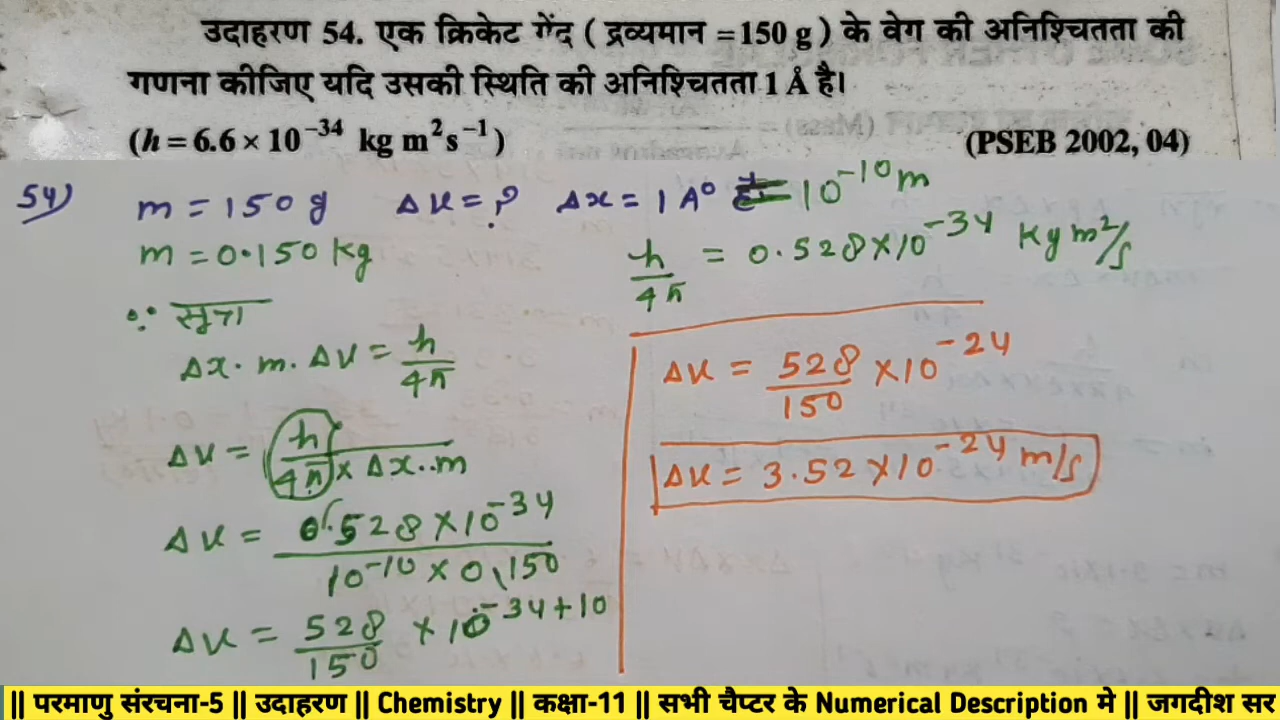 उदाहरण 54. एक क्रिकेट गेंद ( द्रव्यमान = 150 g ) के वेग की अनिश्चितता की
गणना कीजिए यदि उसकी स्थिति की अनिश्चितता 1 Å है।
(h = 6.6 × 10⁻³⁴ kg m²s⁻¹) (PSEB 2002, 04)
54) m = 150 g Δv = ? Δx = 1 A° = 10⁻¹⁰ m
m = 0.150 kg
h/4π = 0.528×10⁻³⁴ Kg m²/s
∵ सूत्र
Δx. m. Δv = h/4π
Δv = h/4π × Δx..m
Δv = 0.528×10⁻³⁴ / 10⁻¹⁰ × 0.150
Δv = 528/150 × 10⁻³⁴⁺¹⁰
Δv = 528/150 × 10⁻²⁴
Δv = 3.52 × 10⁻²⁴ m/s
|| परमाणु संरचना-5 || उदाहरण || Chemistry || कक्षा-11 || सभी चैप्टर के Numerical Description मे || जगदीश सर